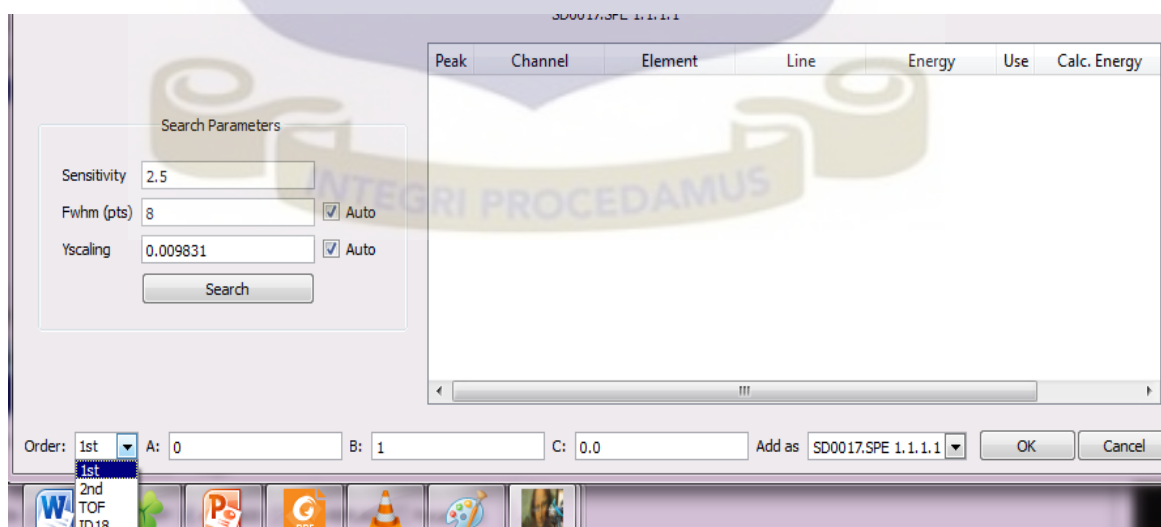 SD0017.SPE 1.1.1.1
Peak Channel Element Line Energy Use Calc. Energy
Search Parameters
Sensitivity 2.5
Fwhm (pts) 8 Auto
Yscaling 0.009831 Auto
Search
INTEGRI PROCEDAMUS
Order: 1st A: 0 B: 1 C: 0.0 Add as SD0017.SPE 1.1.1.1 OK Cancel
1st
2nd
TOF
ID18